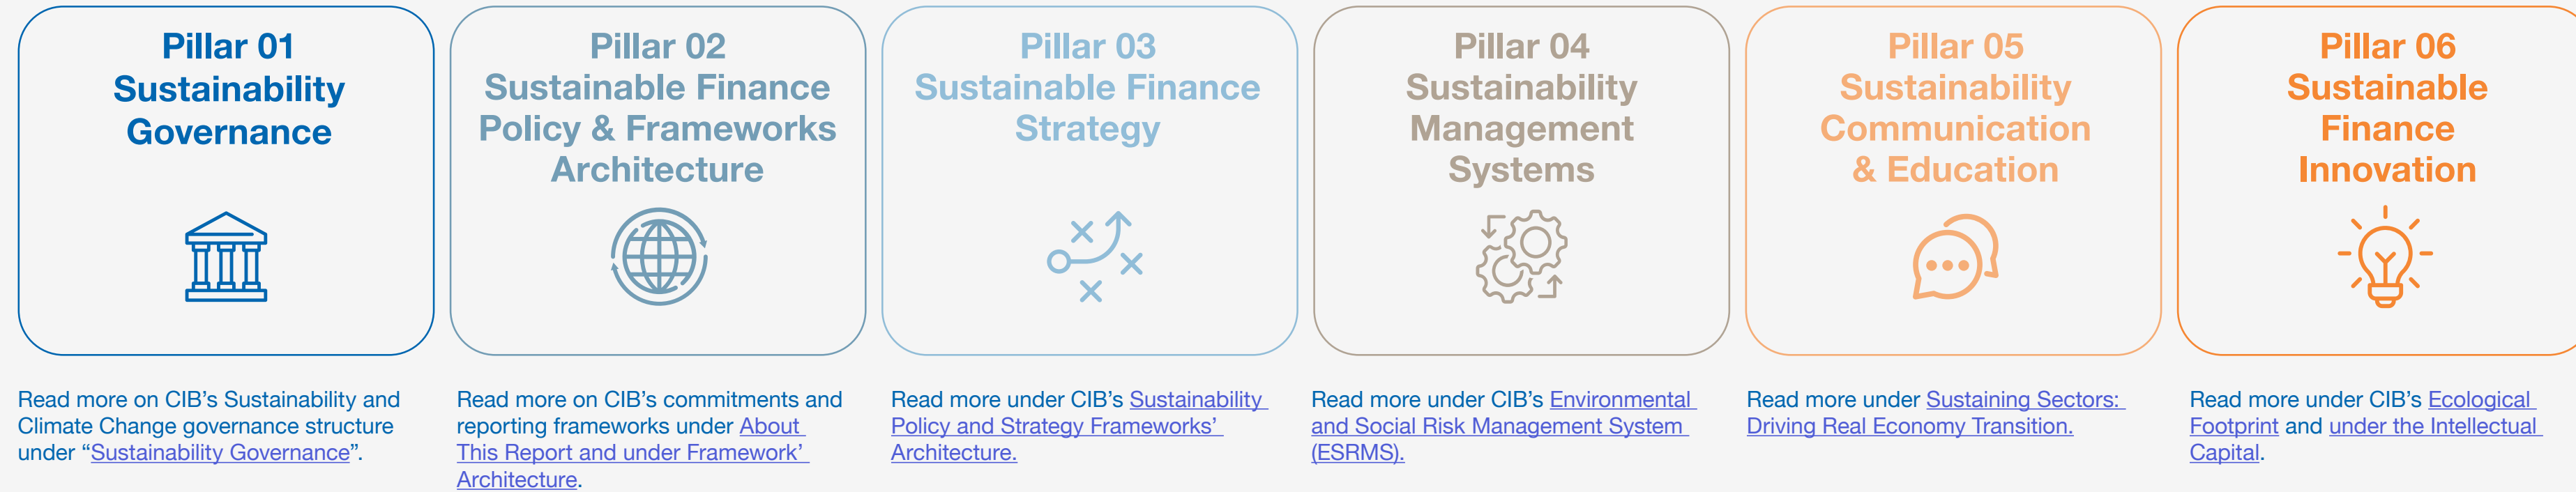 Pillar 01
Sustainability
Governance
Pillar 02
Sustainable Finance
Policy & Frameworks
Architecture
Pillar 03
Sustainable Finance
Strategy
Pillar 04
Sustainability
Management
Systems
Pillar 05
Sustainability
Communication
& Education
Pillar 06
Sustainable
Finance
Innovation
Read more on CIB’s Sustainability and
Climate Change governance structure
under “Sustainability Governance”.
Read more on CIB’s commitments and
reporting frameworks under About
This Report and under Framework’
Architecture.
Read more under CIB’s Sustainability
Policy and Strategy Frameworks’
Architecture.
Read more under CIB’s Environmental
and Social Risk Management System
(ESRMS).
Read more under Sustaining Sectors:
Driving Real Economy Transition.
Read more under CIB’s Ecological
Footprint and under the Intellectual
Capital.